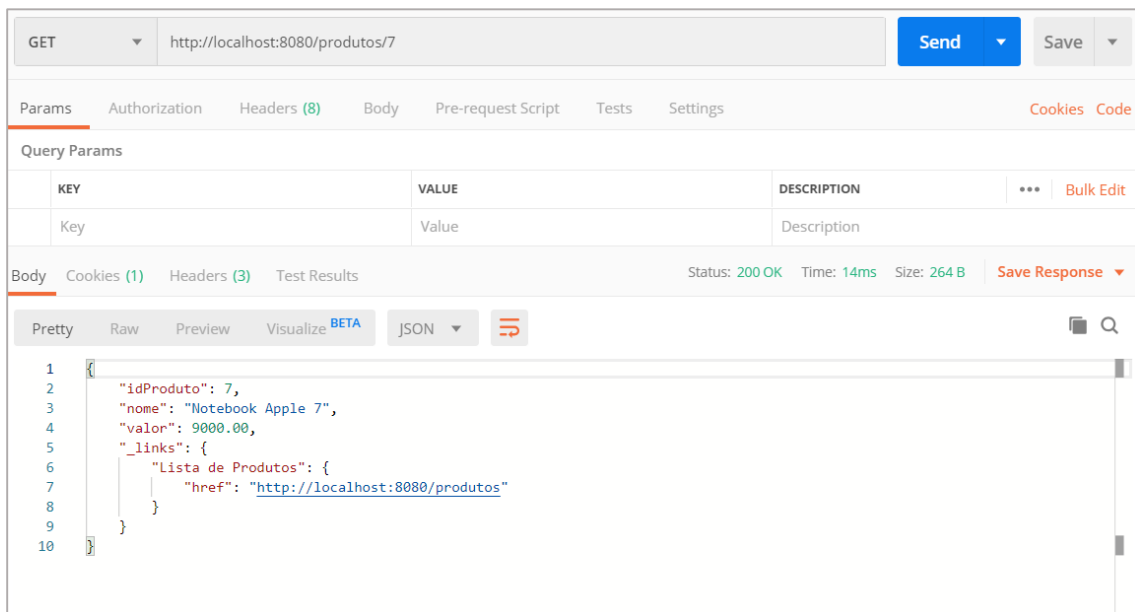 GET http://localhost:8080/produtos/7 Send Save
Params Authorization Headers (8) Body Pre-request Script Tests Settings Cookies Code
Query Params
KEY VALUE DESCRIPTION ••• Bulk Edit
Key Value Description
Body Cookies (1) Headers (3) Test Results Status: 200 OK Time: 14ms Size: 264 B Save Response
Pretty Raw Preview Visualize BETA JSON
1 {
2 "idProduto": 7,
3 "nome": "Notebook Apple 7",
4 "valor": 9000.00,
5 "_links": {
6 "Lista de Produtos": {
7 "href": "http://localhost:8080/produtos"
8 }
9 }
10 }